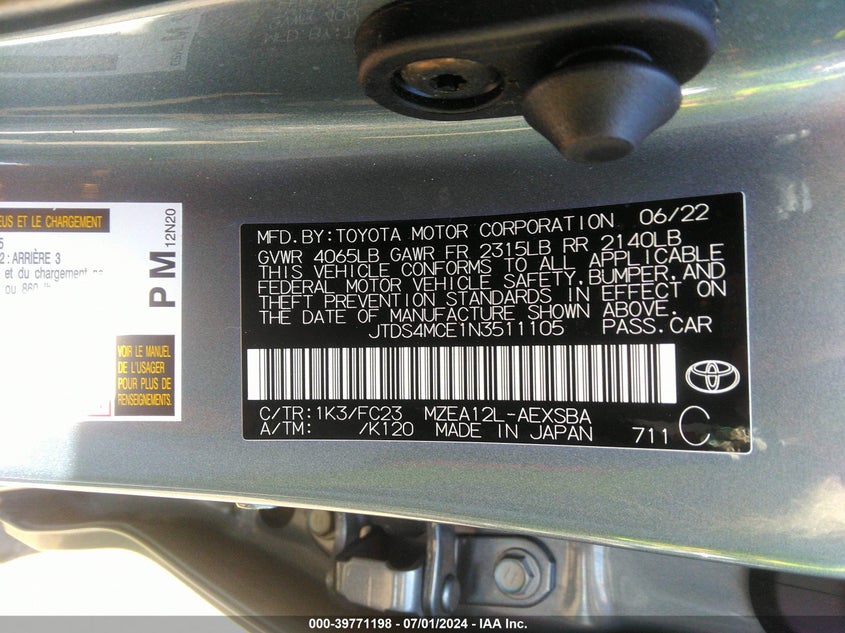 EUS ET LE CHARGEMENT
5
2: ARRIÈRE 3
et du chargement
ou 860
PM
12N20
VOIR LE MANUEL
DE L'USAGER
POUR PLUS DE
RENSEIGNEMENTS.
MFD.BY:TOYOTA MOTOR CORPORATION 06/22
GVWR 4065LB GAWR FR 2315LB RR 2140LB
THIS VEHICLE CONFORMS TO ALL APPLICABLE
FEDERAL MOTOR VEHICLE SAFETY,BUMPER,AND
THEFT PREVENTION STANDARDS IN EFFECT ON
THE DATE OF MANUFACTURE SHOWN ABOVE.
JTDS4MCE1N3511105 PASS.CAR
C/TR:1K3/FC23 MZEA12L-AEXSBA
A/TM: /K120 MADE IN JAPAN 711 C
000-39771198 - 07/01/2024 - IAA Inc.